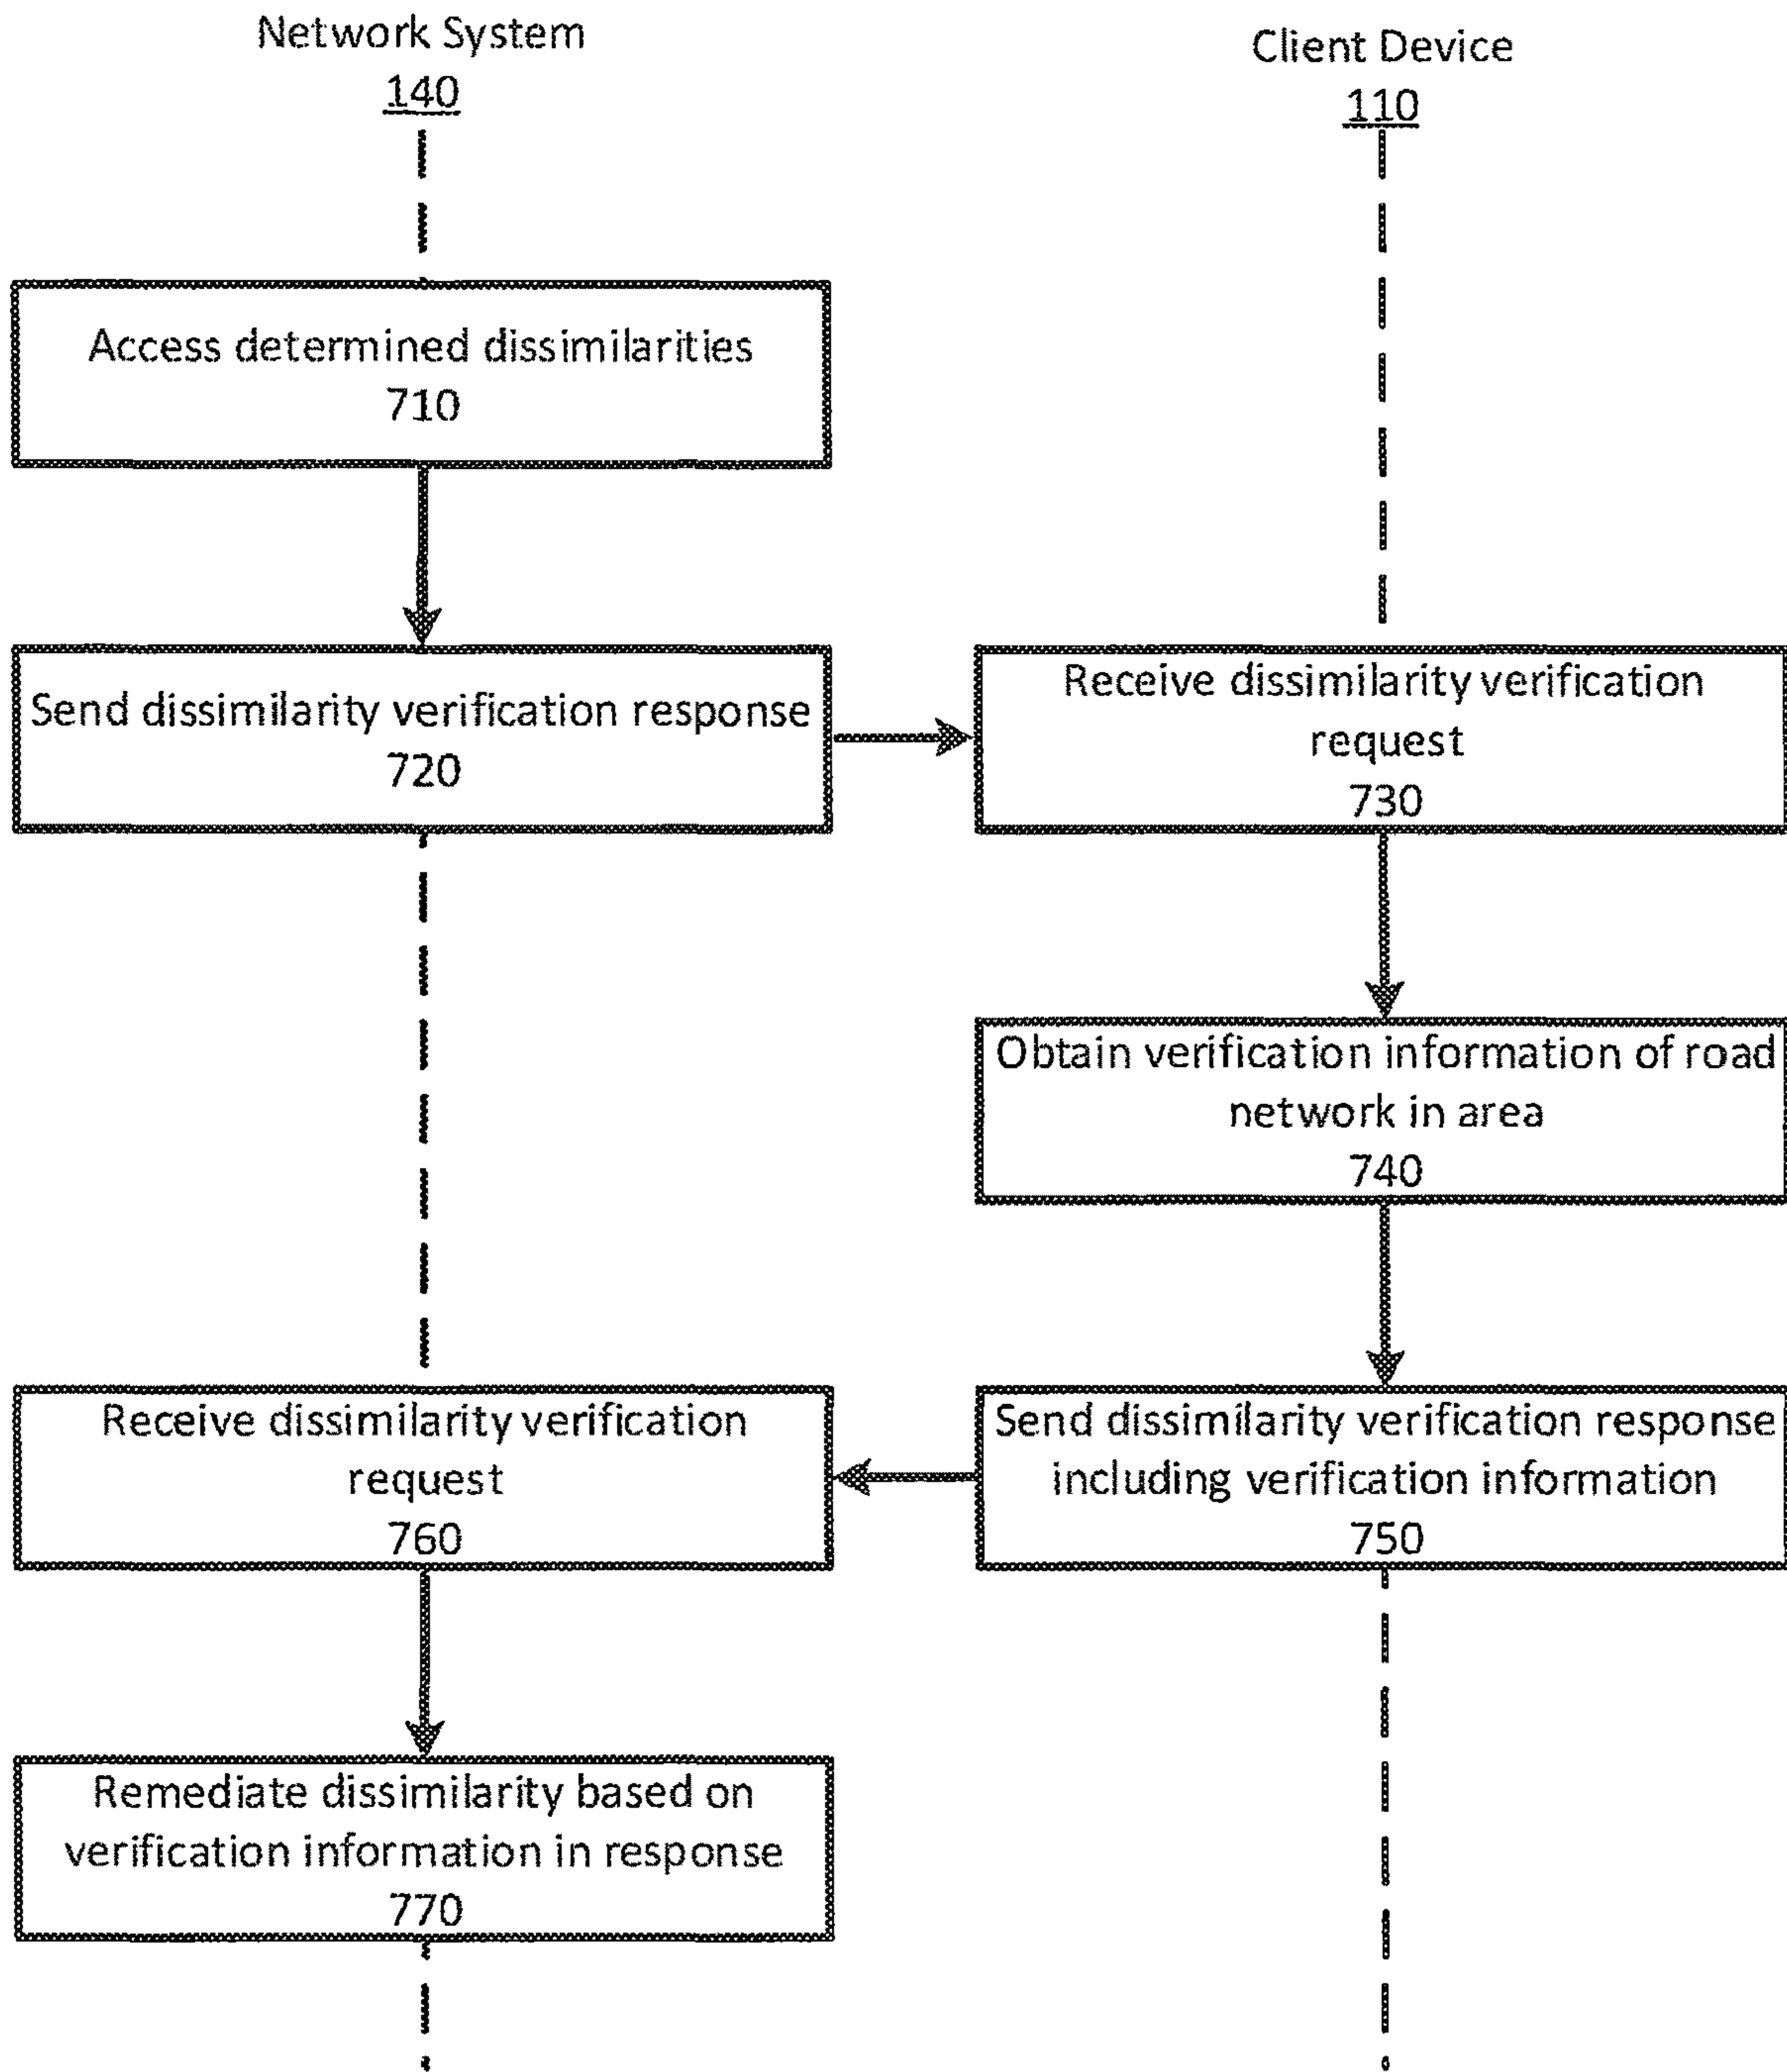 Network System
140
Client Device
110
Access determined dissimilarities
710
Send dissimilarity verification response
720
Receive dissimilarity verification
request
730
Obtain verification information of road
network in area
740
Send dissimilarity verification response
including verification information
750
Receive dissimilarity verification
request
760
Remediate dissimilarity based on
verification information in response
770